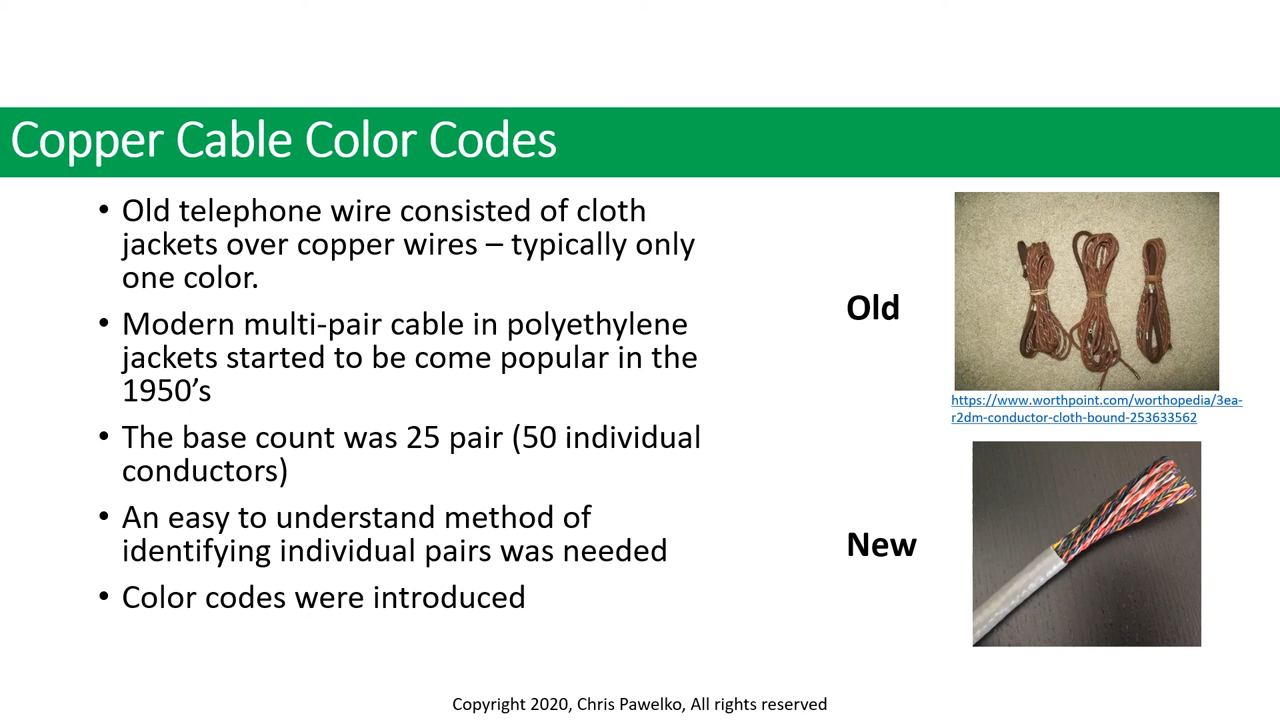 Copper Cable Color Codes
• Old telephone wire consisted of cloth
jackets over copper wires – typically only
one color.
• Modern multi-pair cable in polyethylene
jackets started to be come popular in the
1950’s
• The base count was 25 pair (50 individual
conductors)
• An easy to understand method of
identifying individual pairs was needed
• Color codes were introduced
Old
https://www.worthpoint.com/worthopedia/3ea-
r2dm-conductor-cloth-bound-253633562
New
Copyright 2020, Chris Pawelko, All rights reserved